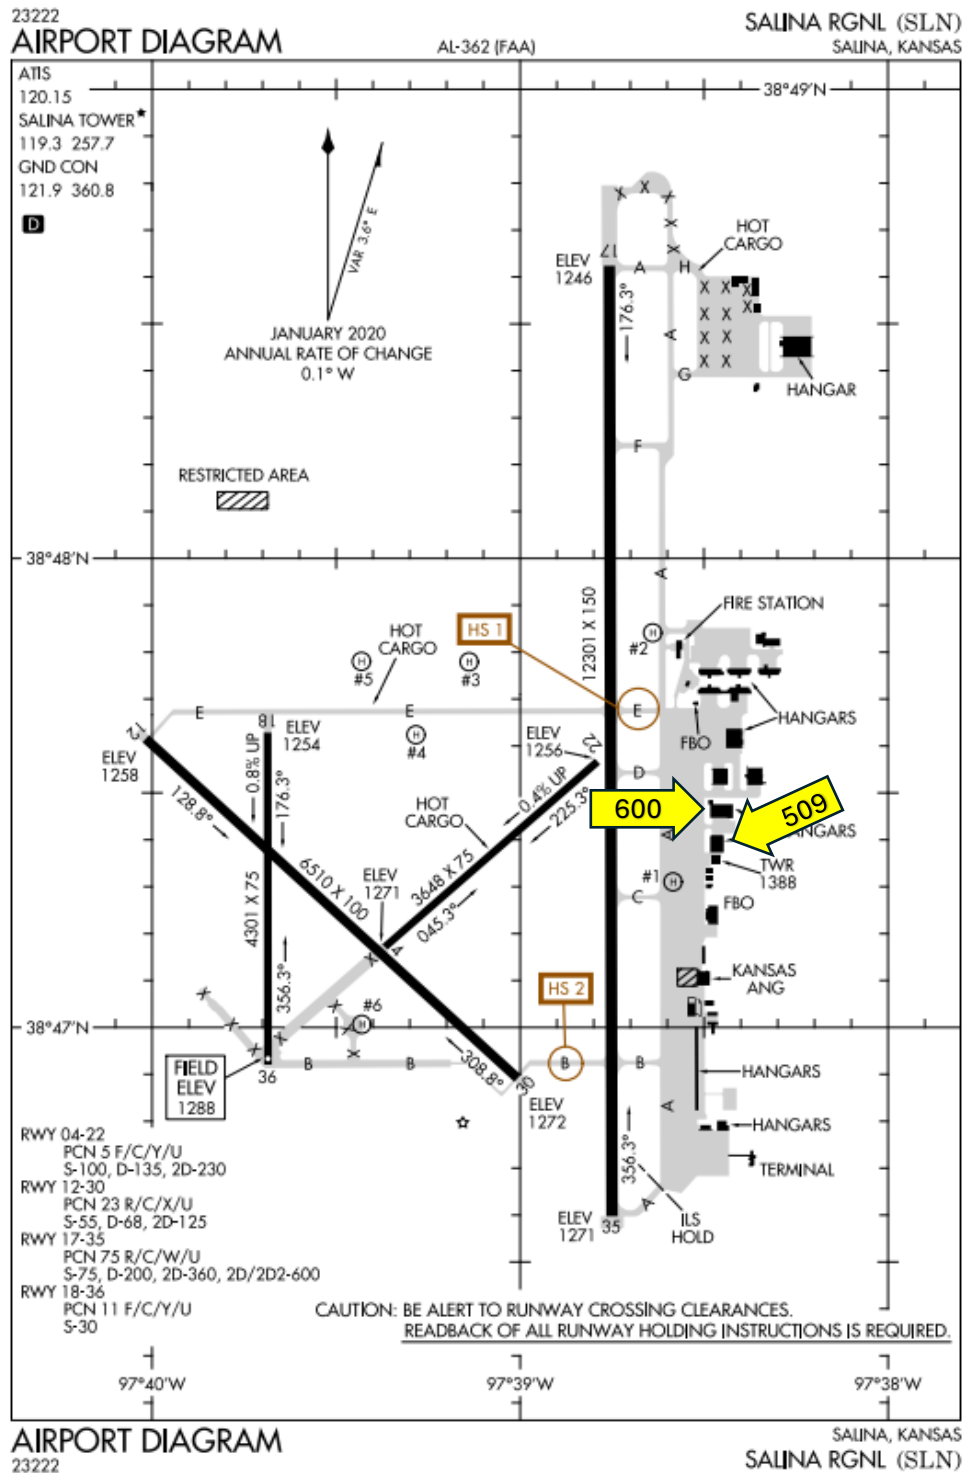 23222
AIRPORT DIAGRAM
AL-362 (FAA)
SALINA RGNL (SLN)
SALINA, KANSAS
ATIS
120.15
SALINA TOWER★
119.3 257.7
GND CON
121.9 360.8
D
VAR 3.6° E
JANUARY 2020
ANNUAL RATE OF CHANGE
0.1° W
RESTRICTED AREA
38°49'N
X X X X X
HOT
CARGO
17
ELEV
1246
A H
176.3°
X X X
X X X
X X
X X
A
G
HANGAR
F
38°48'N
A
12301 X 150
FIRE STATION
HS 1
HOT
CARGO
H
#5
H
#3
H
#2
E
E
E
H
#4
HANGARS
FBO
12
18
ELEV
1254
ELEV
1258
ELEV
1256
22
D
0.8% UP
176.3°
128.8°
HOT
CARGO
0.4% UP
225.3°
600
509
HANGARS
A
TWR
1388
6510 X 100
ELEV
1271
3648 X 75
045.3°
#1
H
C
FBO
4301 X 75
4
X
356.3°
HS 2
KANSAS
ANG
X X X X X X X
#6
H
38°47'N
FIELD
ELEV
1288
36
B
B
308.8°
30
B
B
HANGARS
ELEV
1272
A
HANGARS
356.3°
TERMINAL
A
ELEV
1271
35
ILS
HOLD
RWY 04-22
PCN 5 F/C/Y/U
S-100, D-135, 2D-230
RWY 12-30
PCN 23 R/C/X/U
S-55, D-68, 2D-125
RWY 17-35
PCN 75 R/C/W/U
S-75, D-200, 2D-360, 2D/2D2-600
RWY 18-36
PCN 11 F/C/Y/U
S-30
CAUTION: BE ALERT TO RUNWAY CROSSING CLEARANCES.
READBACK OF ALL RUNWAY HOLDING INSTRUCTIONS IS REQUIRED.
97°40'W
97°39'W
97°38'W
AIRPORT DIAGRAM
23222
SALINA, KANSAS
SALINA RGNL (SLN)